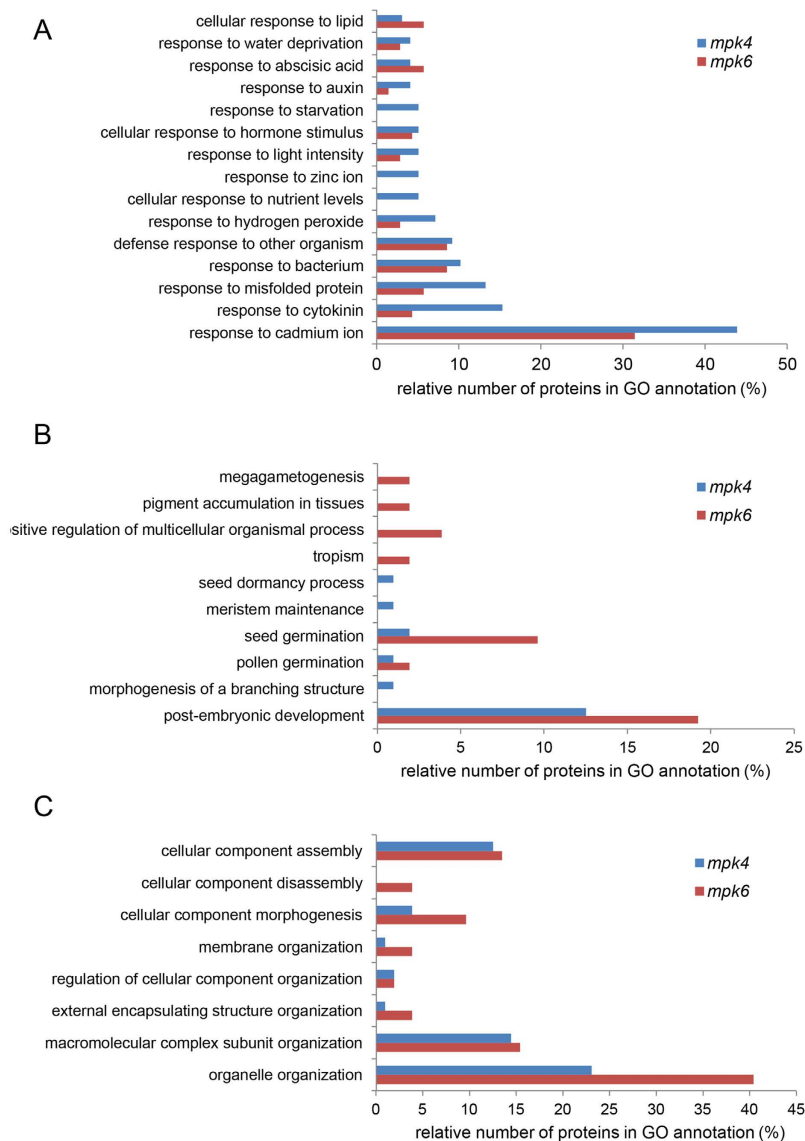 A
cellular response to lipid
response to water deprivation
response to abscisic acid
response to auxin
response to starvation
cellular response to hormone stimulus
response to light intensity
response to zinc ion
cellular response to nutrient levels
response to hydrogen peroxide
defense response to other organism
response to bacterium
response to misfolded protein
response to cytokinin
response to cadmium ion
mpk4
mpk6
0 10 20 30 40 50
relative number of proteins in GO annotation (%)
B
megagametogenesis
pigment accumulation in tissues
sitive regulation of multicellular organismal process
tropism
seed dormancy process
meristem maintenance
seed germination
pollen germination
morphogenesis of a branching structure
post-embryonic development
mpk4
mpk6
0 5 10 15 20 25
relative number of proteins in GO annotation (%)
C
cellular component assembly
cellular component disassembly
cellular component morphogenesis
membrane organization
regulation of cellular component organization
external encapsulating structure organization
macromolecular complex subunit organization
organelle organization
mpk4
mpk6
0 5 10 15 20 25 30 35 40 45
relative number of proteins in GO annotation (%)